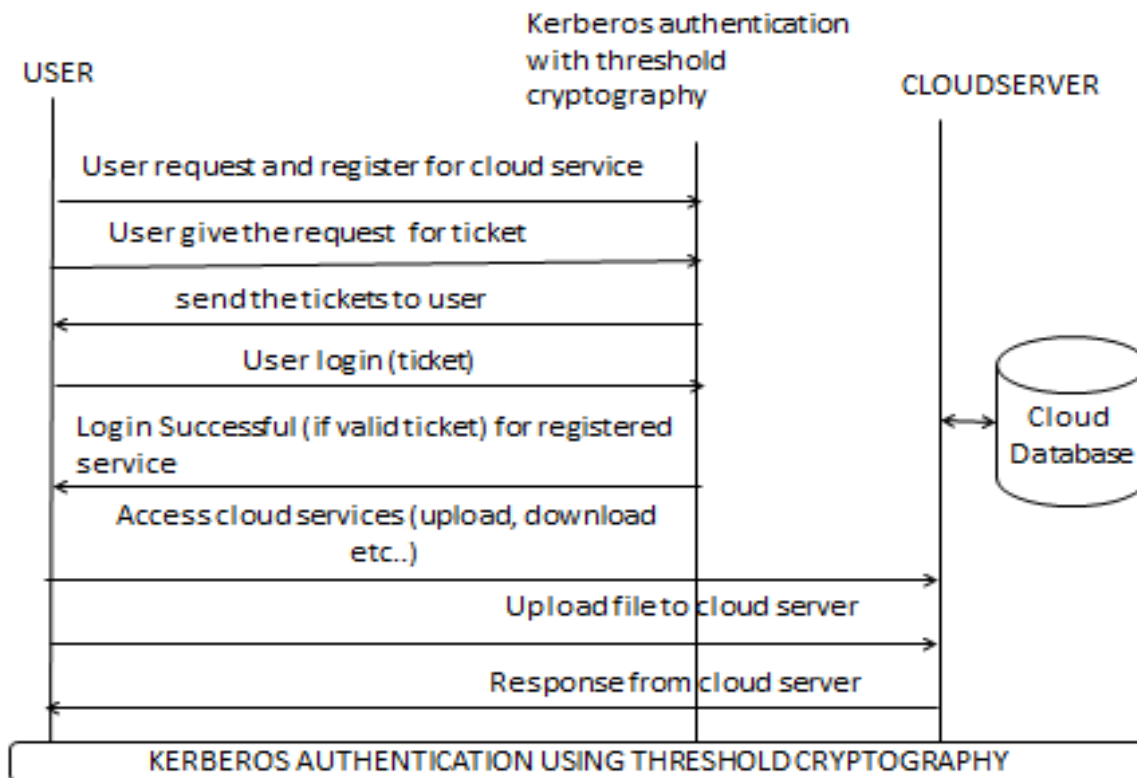 Kerberos authentication
with threshold
cryptography
USER
CLOUDSERVER
User request and register for cloud service
User give the request for ticket
send the tickets to user
User login (ticket)
Login Successful (if valid ticket) for registered
service
Cloud
Database
Access cloud services (upload, download
etc..)
Upload file to cloud server
Response from cloud server
KERBEROS AUTHENTICATION USING THRESHOLD CRYPTOGRAPHY